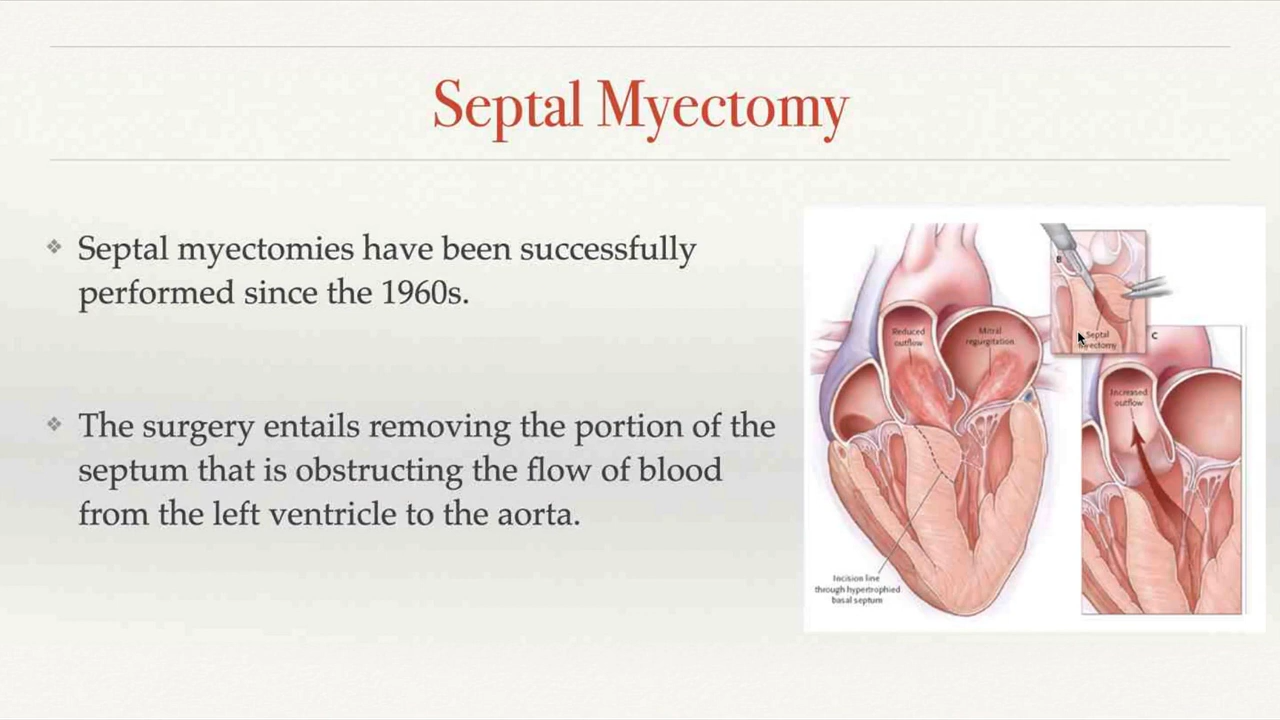 Septal Myectomy
Septal myectomies have been successfully
performed since the 1960s.
The surgery entails removing the portion of the
septum that is obstructing the flow of blood
from the left ventricle to the aorta.
Reduced
outflow
Mitral
regurgitation
Incision line
through hypertrophied
basal septum
B
Septal
myectomy
C
Increased
outflow